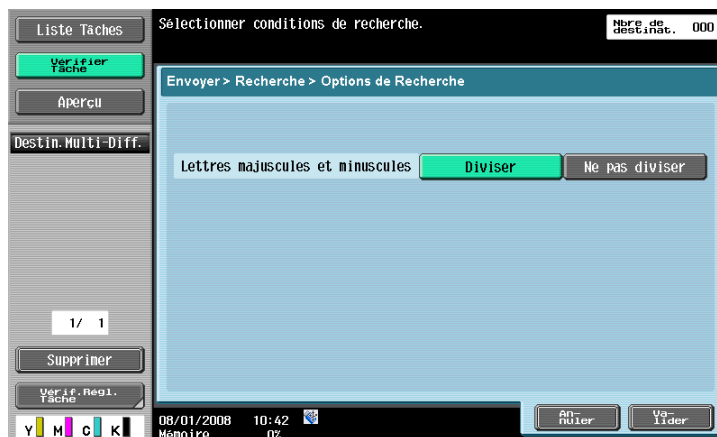 Liste Tâches
Vérifier
Tâche
Aperçu
Destin.Multi-Diff.
1/ 1
Supprimer
Vérif.Régl.
Tâche
Y M C K
Sélectionner conditions de recherche.
Nbre de
destinat. 000
Envoyer > Recherche > Options de Recherche
Lettres majuscules et minuscules Diviser Ne pas diviser
An-
nuler
Va-
lider
08/01/2008 10:42
Mémoire 0%